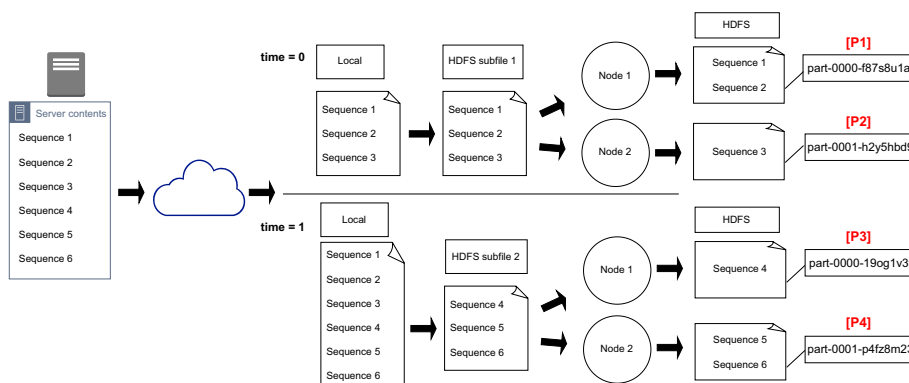 Server contents
Sequence 1
Sequence 2
Sequence 3
Sequence 4
Sequence 5
Sequence 6
time = 0
Local
Sequence 1
Sequence 2
Sequence 3
HDFS subfile 1
Sequence 1
Sequence 2
Sequence 3
Node 1
Node 2
HDFS
Sequence 1
Sequence 2
Sequence 3
[P1]
part-0000-f87s8u1a
[P2]
part-0001-h2y5hbd9
time = 1
Local
Sequence 1
Sequence 2
Sequence 3
Sequence 4
Sequence 5
Sequence 6
HDFS subfile 2
Sequence 4
Sequence 5
Sequence 6
Node 1
Node 2
HDFS
Sequence 4
Sequence 5
Sequence 6
[P3]
part-0000-19og1v3
[P4]
part-0001-p4fz8m23